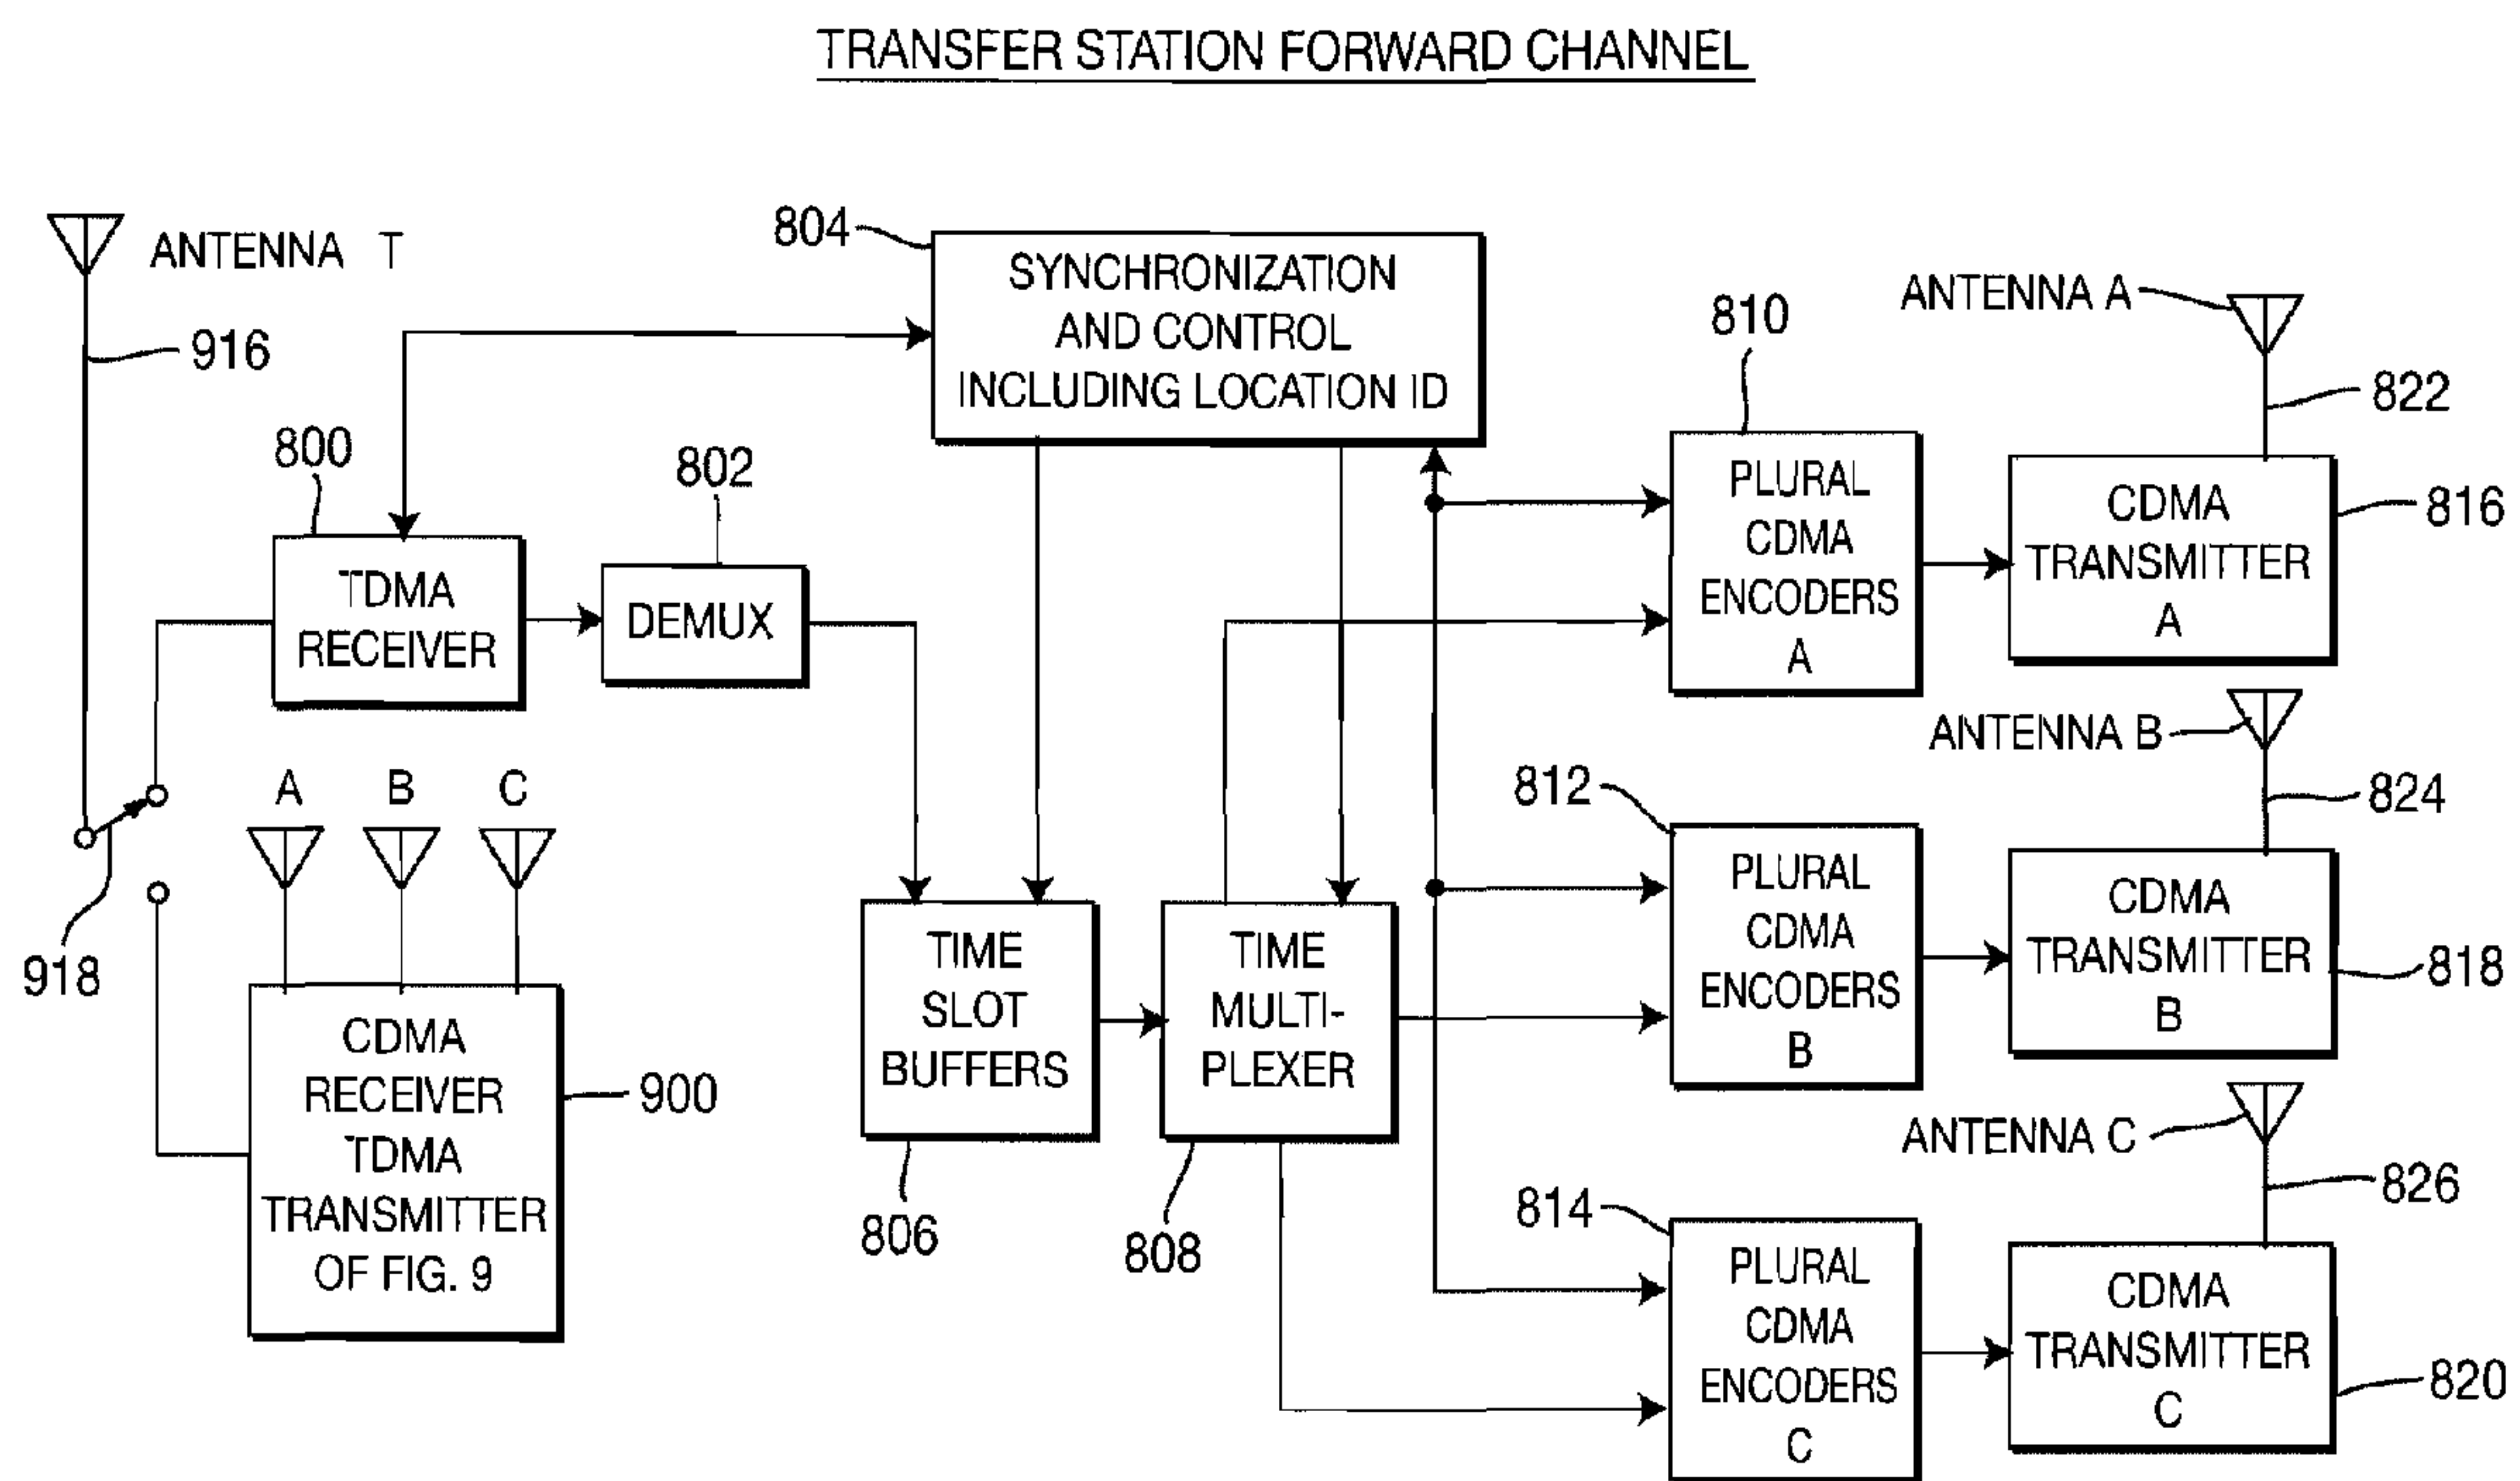 TRANSFER STATION FORWARD CHANNEL
ANTENNA T
916
804
SYNCHRONIZATION
AND CONTROL
INCLUDING LOCATION ID
800
TDMA
RECEIVER
802
DEMUX
918
A B C
CDMA
RECEIVER
TDMA
TRANSMITTER
OF FIG. 9
900
TIME
SLOT
BUFFERS
806
TIME
MULTI-
PLEXER
808
810
PLURAL
CDMA
ENCODERS
A
ANTENNA A
822
CDMA
TRANSMITTER
A
816
812
PLURAL
CDMA
ENCODERS
B
ANTENNA B
824
CDMA
TRANSMITTER
B
818
814
PLURAL
CDMA
ENCODERS
C
ANTENNA C
826
CDMA
TRANSMITTER
C
820